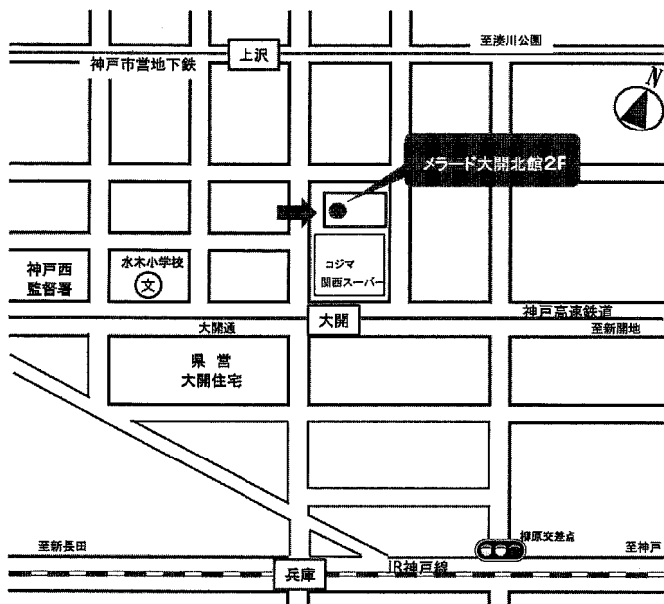 至湊川公園
上沢
神戸市営地下鉄
N
メラード大開北館2F
神戸西
監督署
水木小学校
文
コジマ
関西スーパー
大開
神戸高速鉄道
大開通
至新開地
県営
大開住宅
柳原交差点
至新長田
至神戸
兵庫
JR神戸線